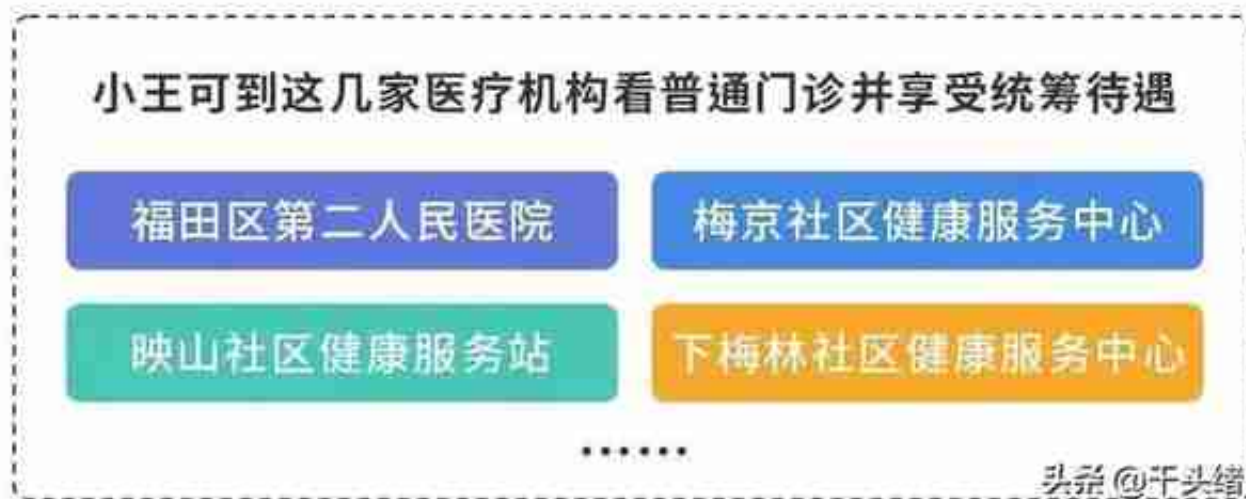 小王可到这几家医疗机构看普通门诊并享受统筹待遇
福田区第二人民医院
梅京社区健康服务中心
映山社区健康服务站
下梅林社区健康服务中心
······
头条 @千头绪